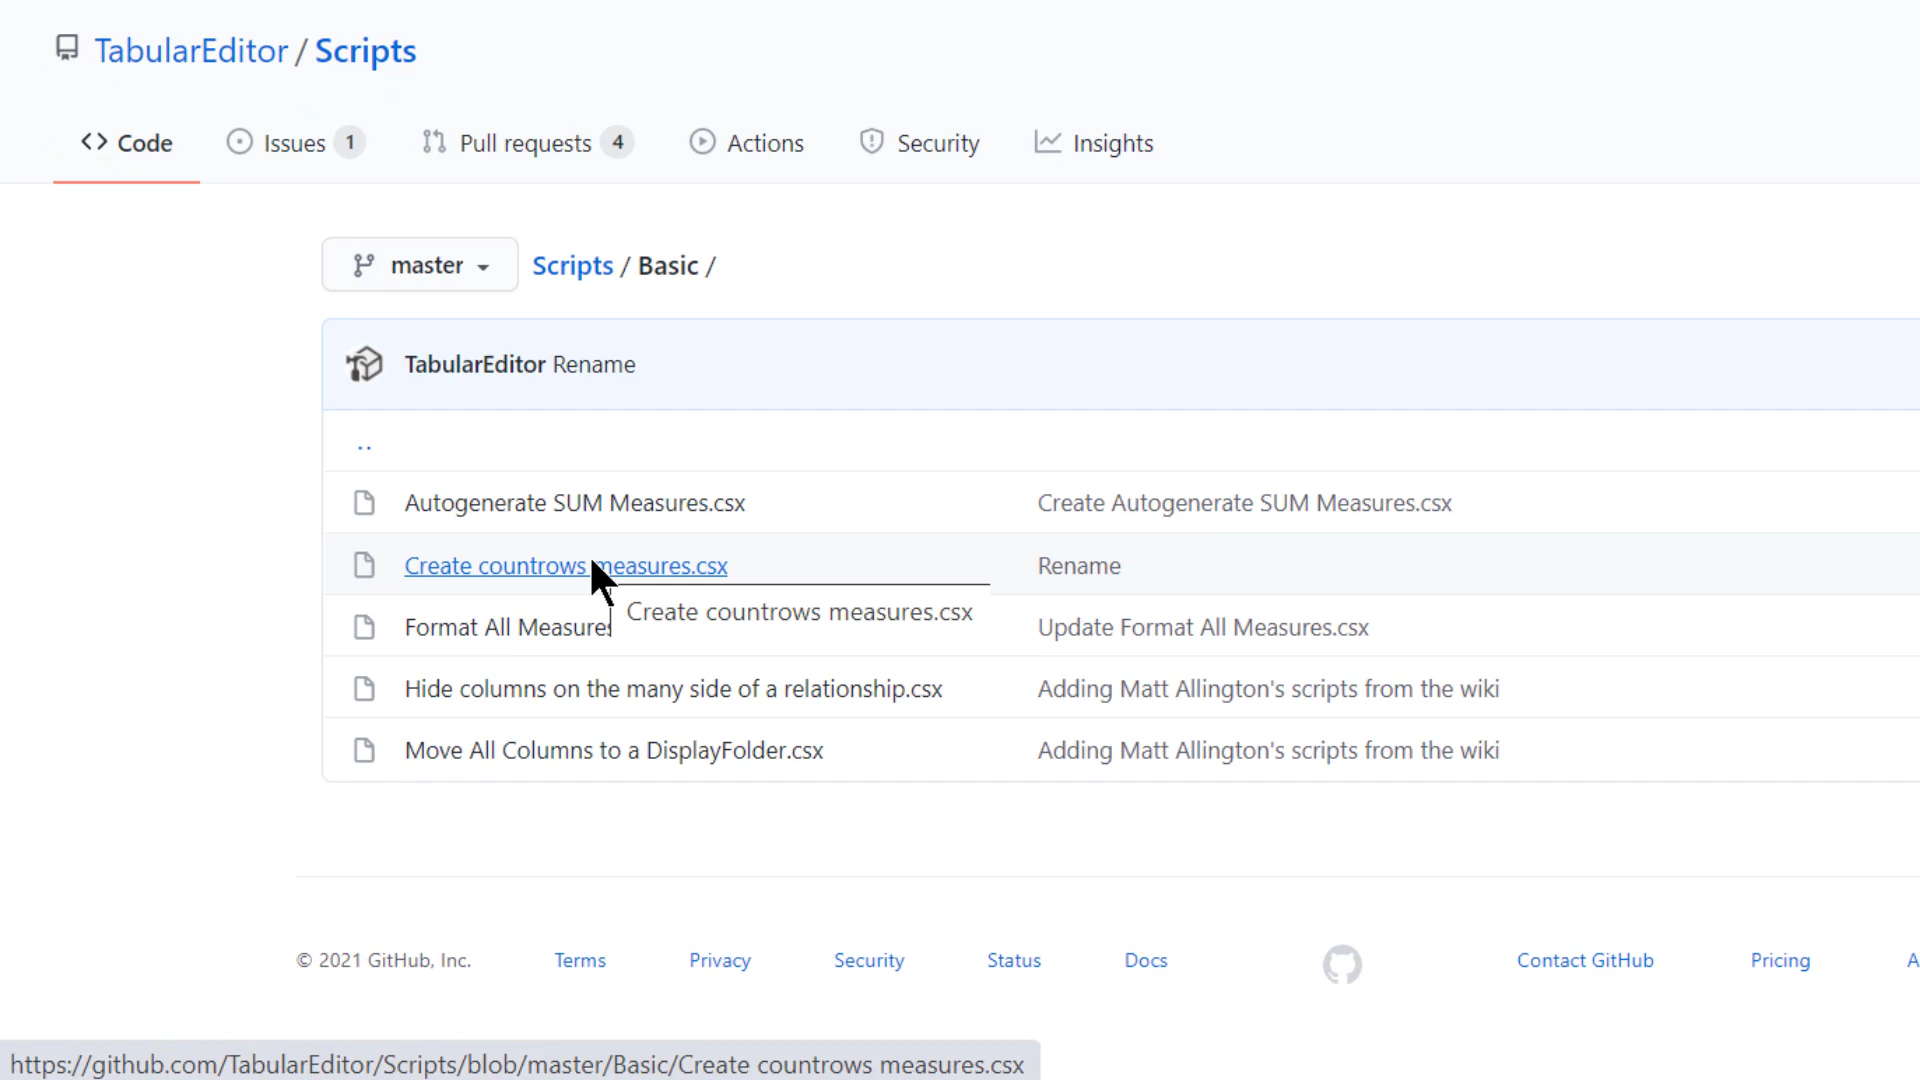 TabularEditor / Scripts
Code Issues 1 Pull requests 4 Actions Security Insights
master Scripts / Basic /
TabularEditor Rename
..
Autogenerate SUM Measures.csx Create Autogenerate SUM Measures.csx
Create countrows measures.csx Rename
Create countrows measures.csx
Format All Measures Update Format All Measures.csx
Hide columns on the many side of a relationship.csx Adding Matt Allington's scripts from the wiki
Move All Columns to a DisplayFolder.csx Adding Matt Allington's scripts from the wiki
© 2021 GitHub, Inc. Terms Privacy Security Status Docs Contact GitHub Pricing
https://github.com/TabularEditor/Scripts/blob/master/Basic/Create countrows measures.csx